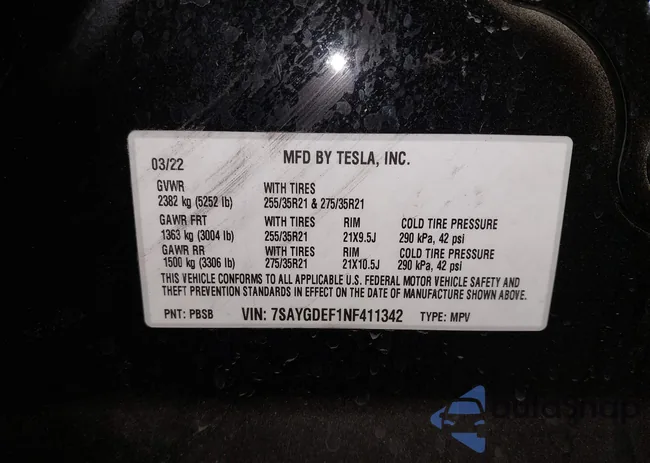 03/22 MFD BY TESLA, INC.
GVWR WITH TIRES
2382 kg (5252 lb) 255/35R21 & 275/35R21
GAWR FRT WITH TIRES RIM COLD TIRE PRESSURE
1363 kg (3004 lb) 255/35R21 21X9.5J 290 kPa, 42 psi
GAWR RR WITH TIRES RIM COLD TIRE PRESSURE
1500 kg (3306 lb) 275/35R21 21X10.5J 290 kPa, 42 psi
THIS VEHICLE CONFORMS TO ALL APPLICABLE U.S. FEDERAL MOTOR VEHICLE SAFETY AND
THEFT PREVENTION STANDARDS IN EFFECT ON THE DATE OF MANUFACTURE SHOWN ABOVE.
PNT: PBSB VIN: 7SAYGDEF1NF411342 TYPE: MPV